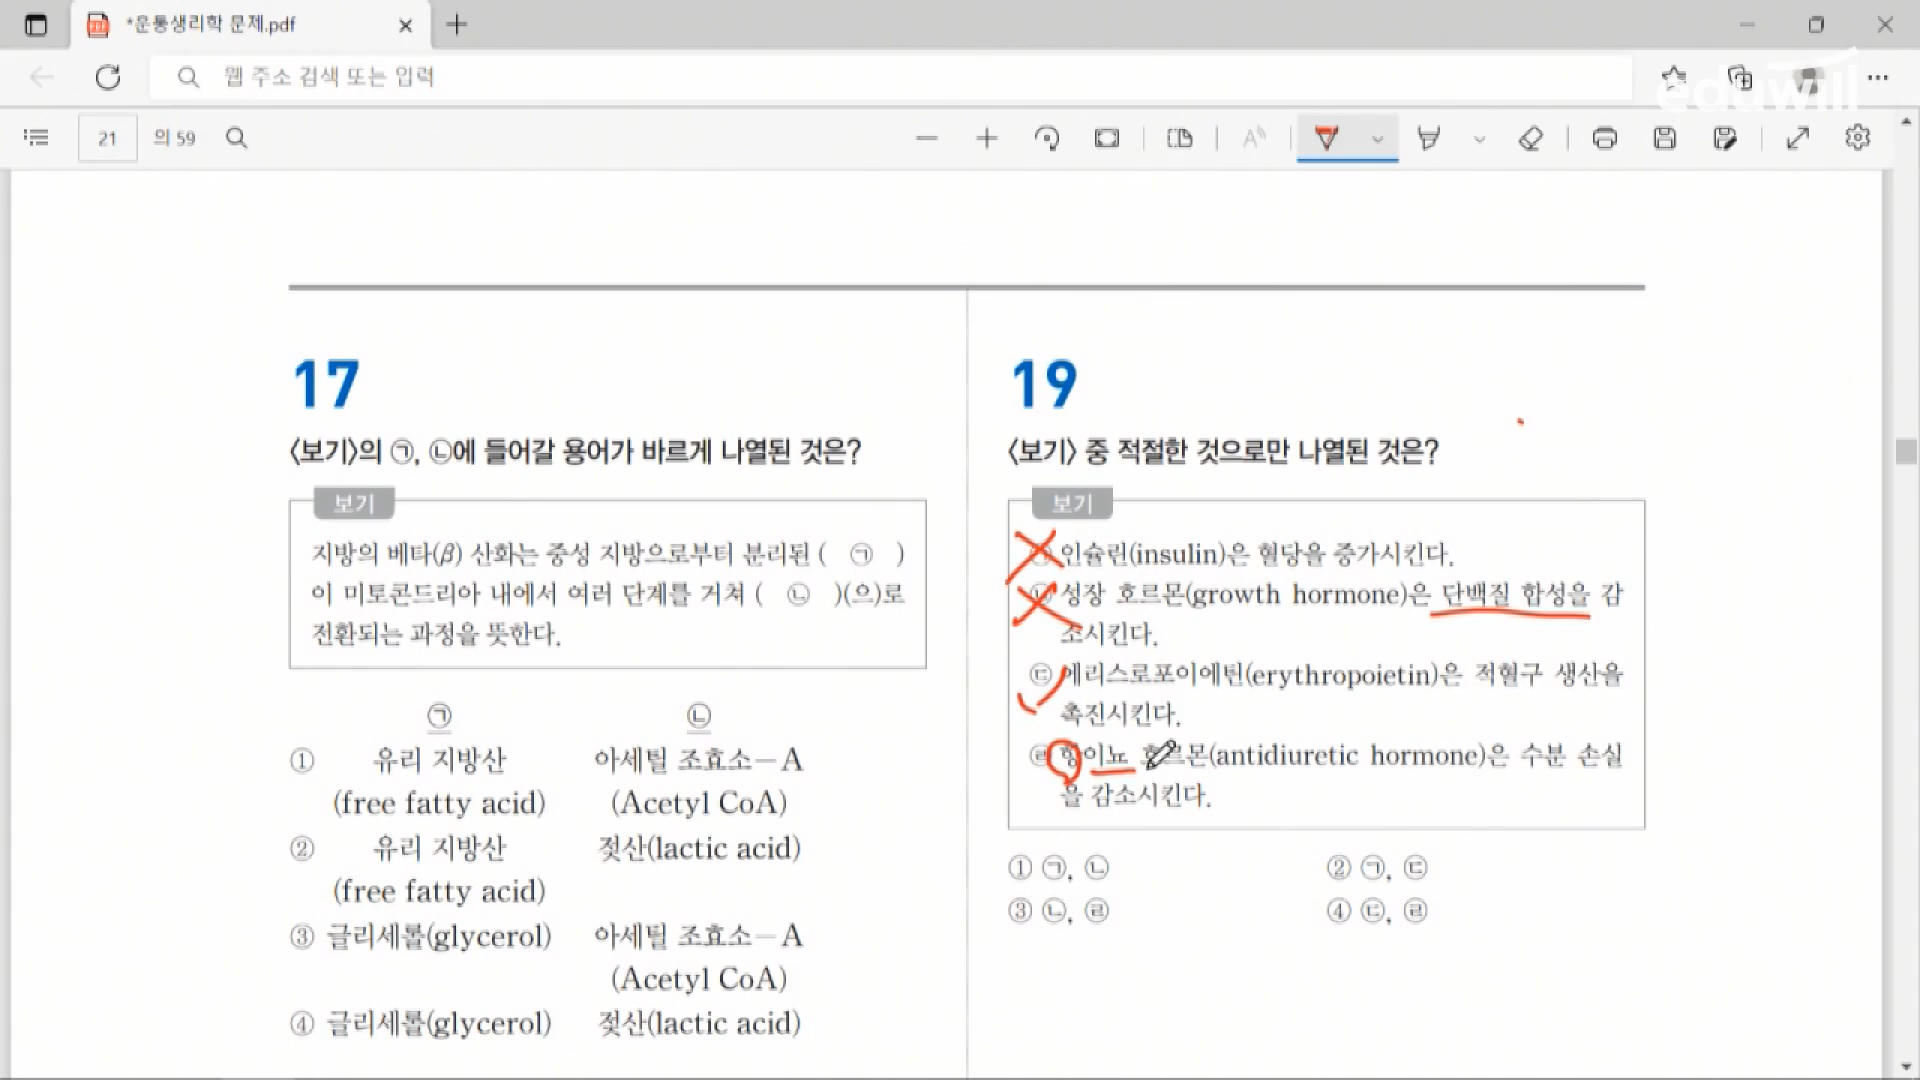 *운동생리학 문제.pdf
웹 주소 검색 또는 입력
eduwill
21 의 59
17
〈보기〉의 ㉠, ㉡에 들어갈 용어가 바르게 나열된 것은?
보기
지방의 베타(β) 산화는 중성 지방으로부터 분리된 ( ㉠ )
이 미토콘드리아 내에서 여러 단계를 거쳐 ( ㉡ )(으)로
전환되는 과정을 뜻한다.
㉠ ㉡
① 유리 지방산 아세틸 조효소－A
(free fatty acid) (Acetyl CoA)
② 유리 지방산 젖산(lactic acid)
(free fatty acid)
③ 글리세롤(glycerol) 아세틸 조효소－A
(Acetyl CoA)
④ 글리세롤(glycerol) 젖산(lactic acid)
19
〈보기〉 중 적절한 것으로만 나열된 것은?
보기
㉠ 인슐린(insulin)은 혈당을 증가시킨다.
㉡ 성장 호르몬(growth hormone)은 단백질 합성을 감
소시킨다.
㉢ 에리스로포이에틴(erythropoietin)은 적혈구 생산을
촉진시킨다.
㉣ 항이뇨 호르몬(antidiuretic hormone)은 수분 손실
을 감소시킨다.
① ㉠, ㉡ ② ㉠, ㉢
③ ㉡, ㉣ ④ ㉢, ㉣